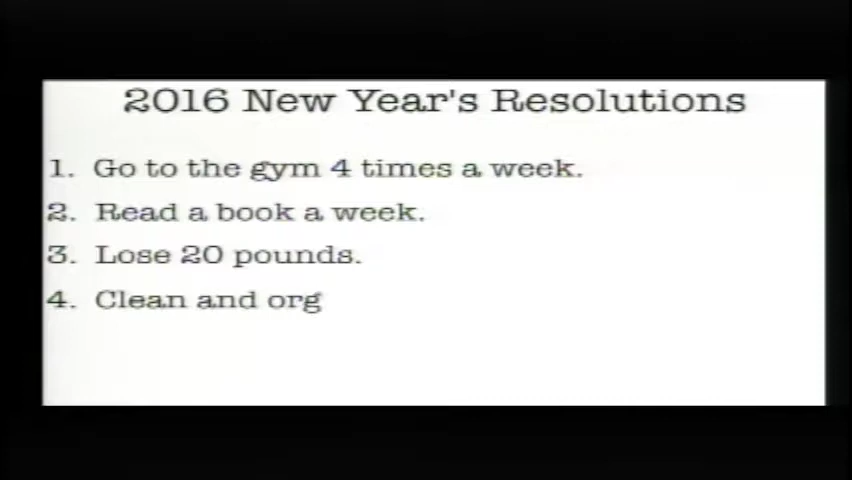 2016 New Year's Resolutions
1. Go to the gym 4 times a week.
2. Read a book a week.
3. Lose 20 pounds.
4. Clean and org